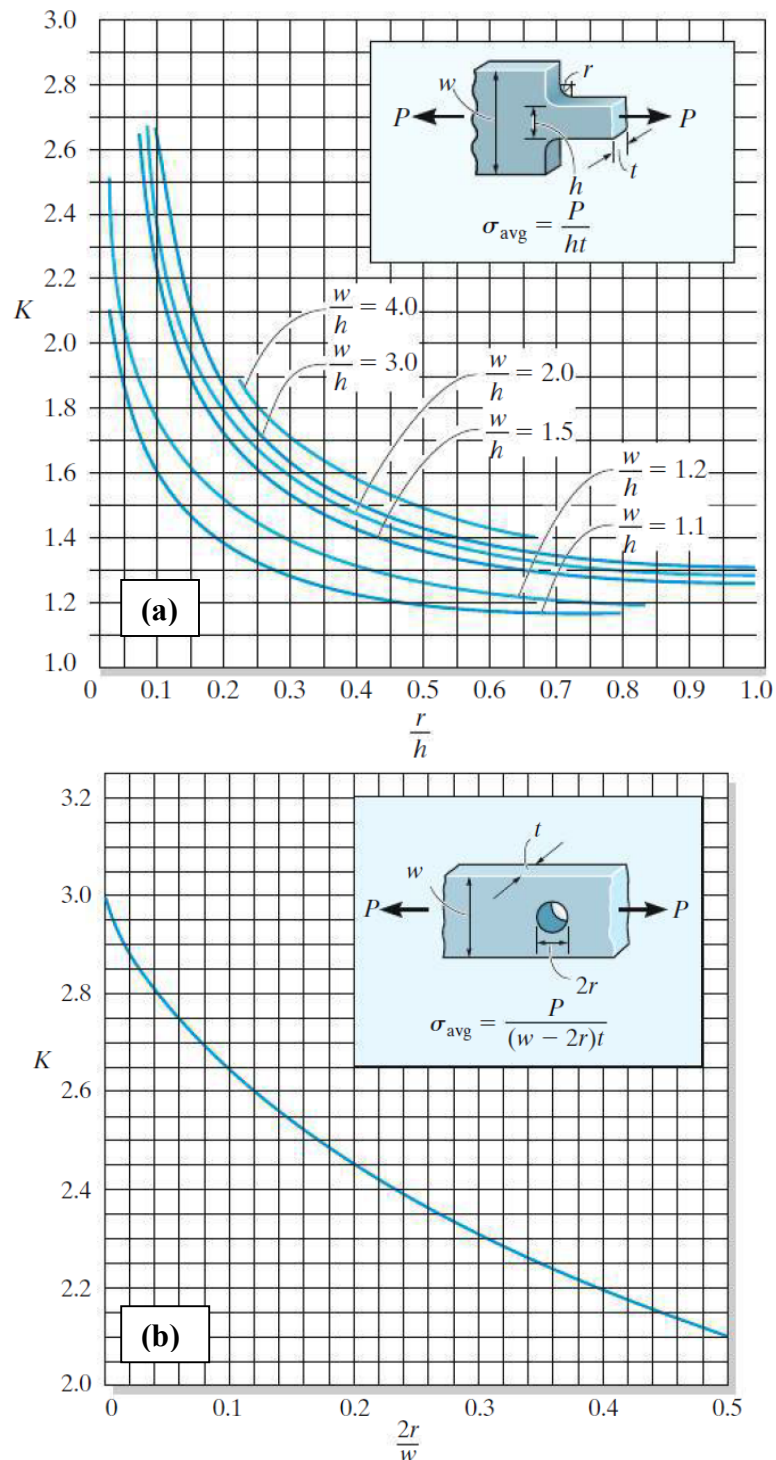 3.0
2.8
2.6
2.4
2.2
K
2.0
1.8
1.6
1.4
1.2
1.0
0 0.1 0.2 0.3 0.4 0.5 0.6 0.7 0.8 0.9 1.0
r/h
w
r
P
P
h
t
σavg = P/ht
w/h = 4.0
w/h = 3.0
w/h = 2.0
w/h = 1.5
w/h = 1.2
w/h = 1.1
(a)
3.2
3.0
2.8
K
2.6
2.4
2.2
2.0
0 0.1 0.2 0.3 0.4 0.5
2r/w
t
w
P
P
2r
σavg = P/(w − 2r)t
(b)